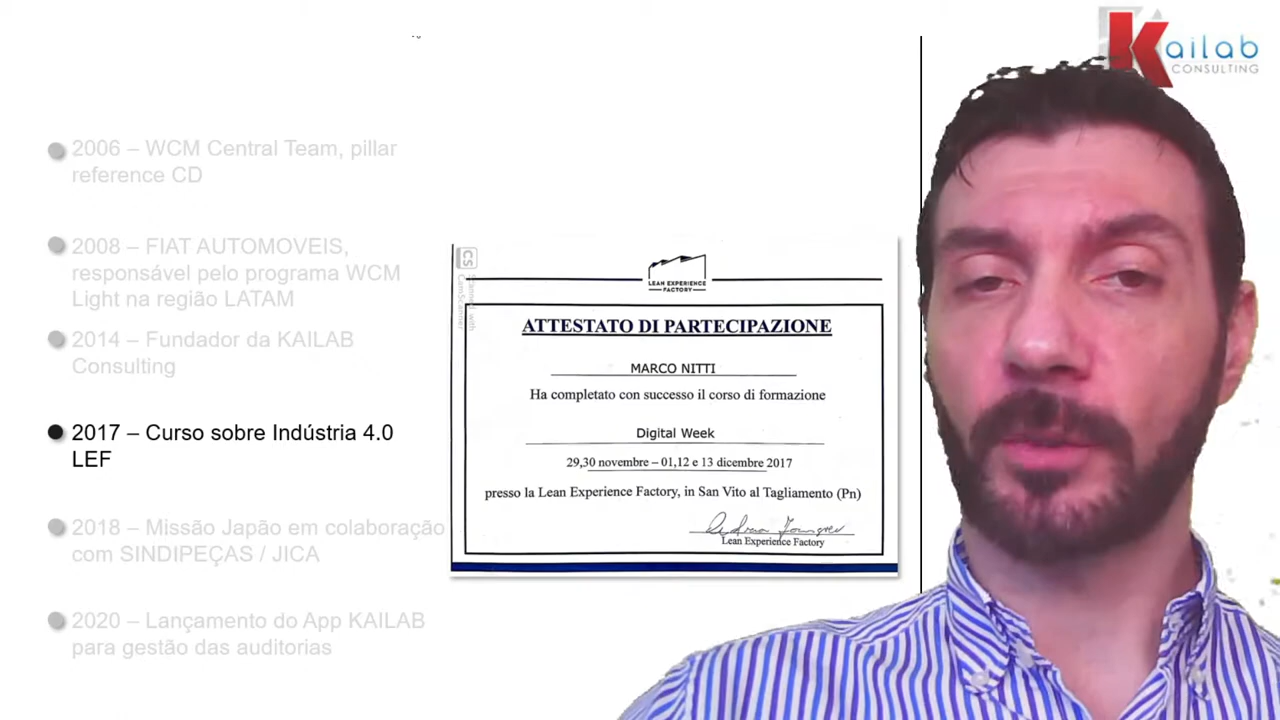 Kailab
CONSULTING
2006 – WCM Central Team, pillar
reference CD
2008 – FIAT AUTOMOVEIS,
responsável pelo programa WCM
Light na região LATAM
2014 – Fundador da KAILAB
Consulting
2017 – Curso sobre Indústria 4.0
LEF
2018 – Missão Japão em colaboração
com SINDIPEÇAS / JICA
2020 – Lançamento do App KAILAB
para gestão das auditorias
CS
Scanned with
CamScanner
LEAN EXPERIENCE
FACTORY
ATTESTATO DI PARTECIPAZIONE
MARCO NITTI
Ha completato con successo il corso di formazione
Digital Week
29,30 novembre – 01,12 e 13 dicembre 2017
presso la Lean Experience Factory, in San Vito al Tagliamento (Pn)
Lean Experience Factory